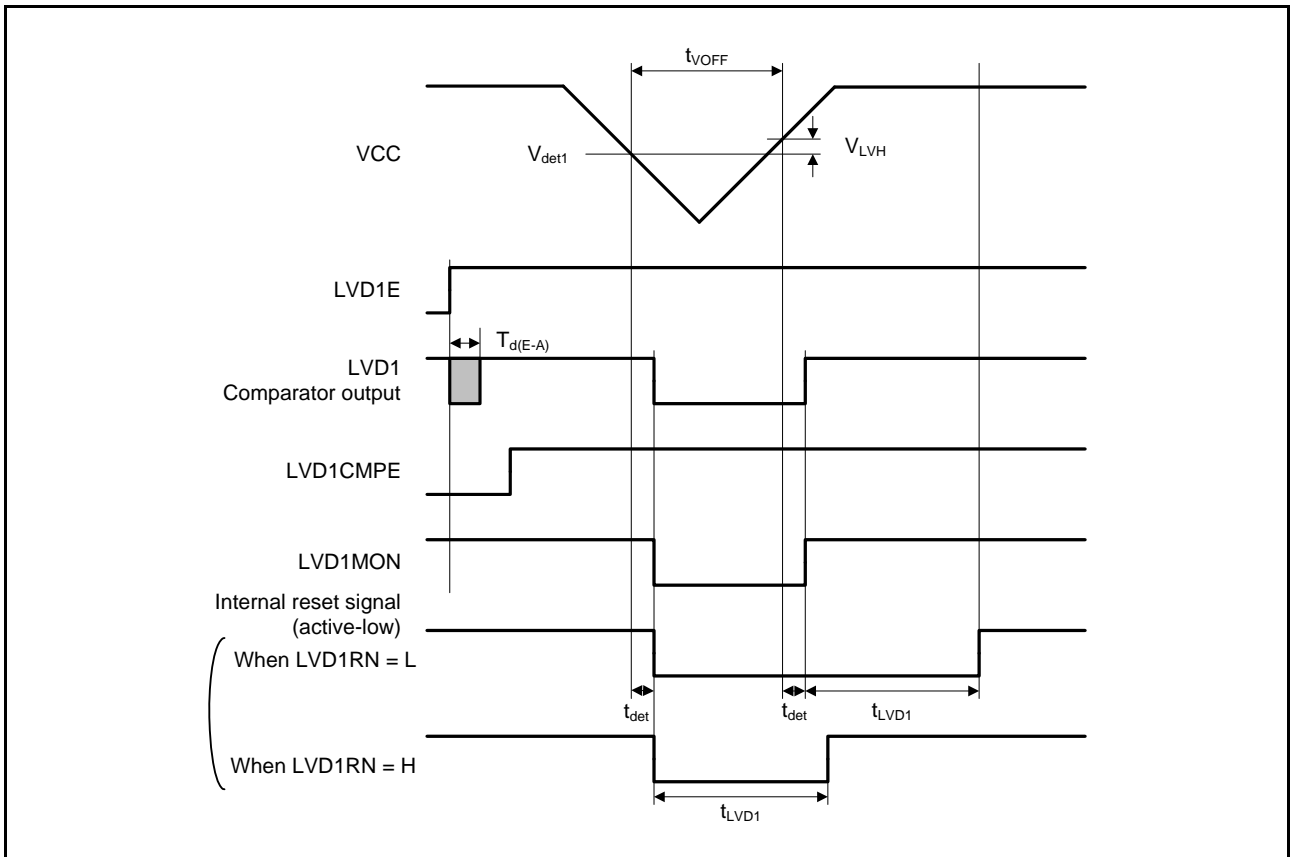 tVOFF
VCC
Vdet1
VLVH
LVD1E
Td(E-A)
LVD1
Comparator output
LVD1CMPE
LVD1MON
Internal reset signal
(active-low)
When LVD1RN = L
tdet
tdet
tLVD1
When LVD1RN = H
tLVD1